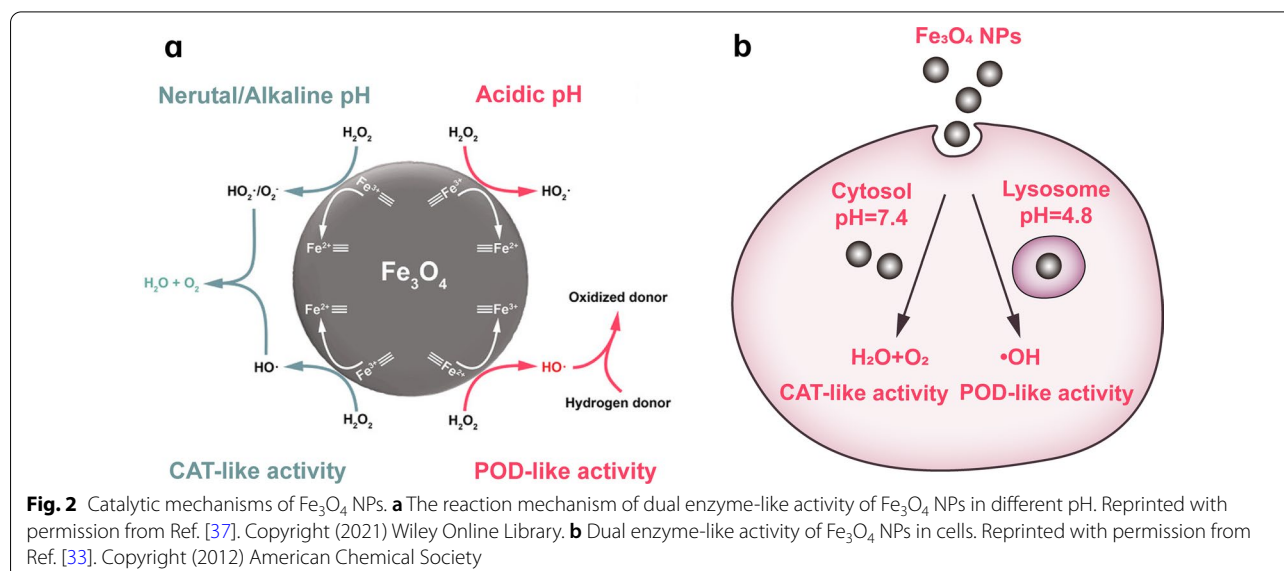 a
Nerutal/Alkaline pH
Acidic pH
H₂O₂
H₂O₂
HO₂·/O₂⁻
Fe³⁺≡
≡Fe³⁺
HO₂·
Fe²⁺≡
≡Fe²⁺
Fe₃O₄
H₂O + O₂
Fe²⁺≡
≡Fe³⁺
Oxidized donor
HO·
Fe³⁺≡
≡Fe²⁺
HO·
H₂O₂
H₂O₂
Hydrogen donor
CAT-like activity
POD-like activity
b
Fe₃O₄ NPs
Cytosol
pH=7.4
Lysosome
pH=4.8
H₂O+O₂
•OH
CAT-like activity
POD-like activity
Fig. 2 Catalytic mechanisms of Fe₃O₄ NPs. a The reaction mechanism of dual enzyme-like activity of Fe₃O₄ NPs in different pH. Reprinted with
permission from Ref. [37]. Copyright (2021) Wiley Online Library. b Dual enzyme-like activity of Fe₃O₄ NPs in cells. Reprinted with permission from
Ref. [33]. Copyright (2012) American Chemical Society